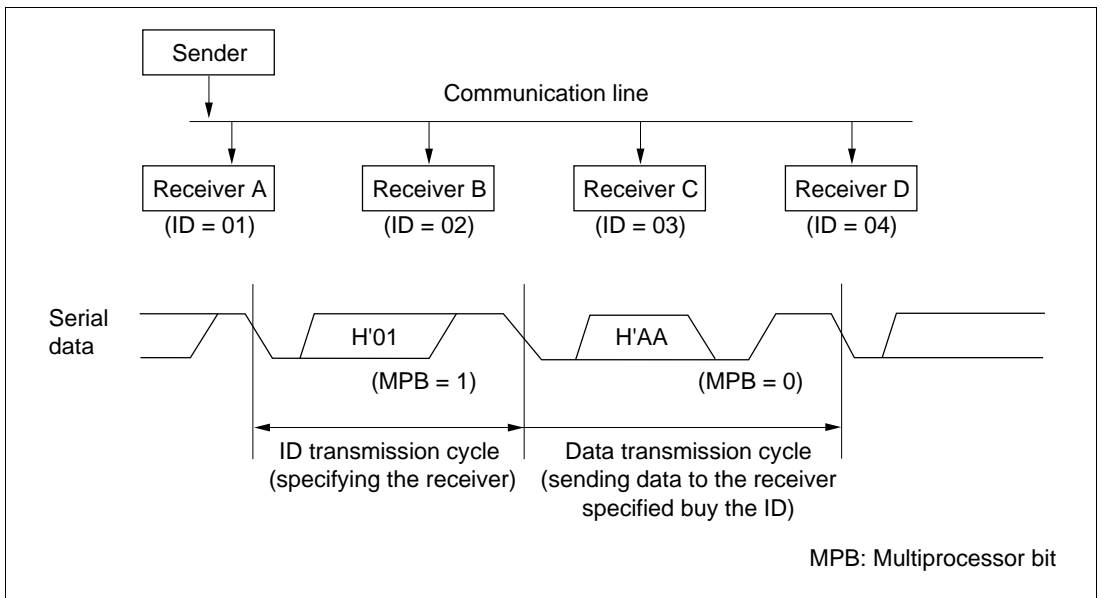 Sender
Communication line
Receiver A
(ID = 01)
Receiver B
(ID = 02)
Receiver C
(ID = 03)
Receiver D
(ID = 04)
Serial
data
H'01
H'AA
(MPB = 1)
(MPB = 0)
ID transmission cycle
(specifying the receiver)
Data transmission cycle
(sending data to the receiver
specified buy the ID)
MPB: Multiprocessor bit